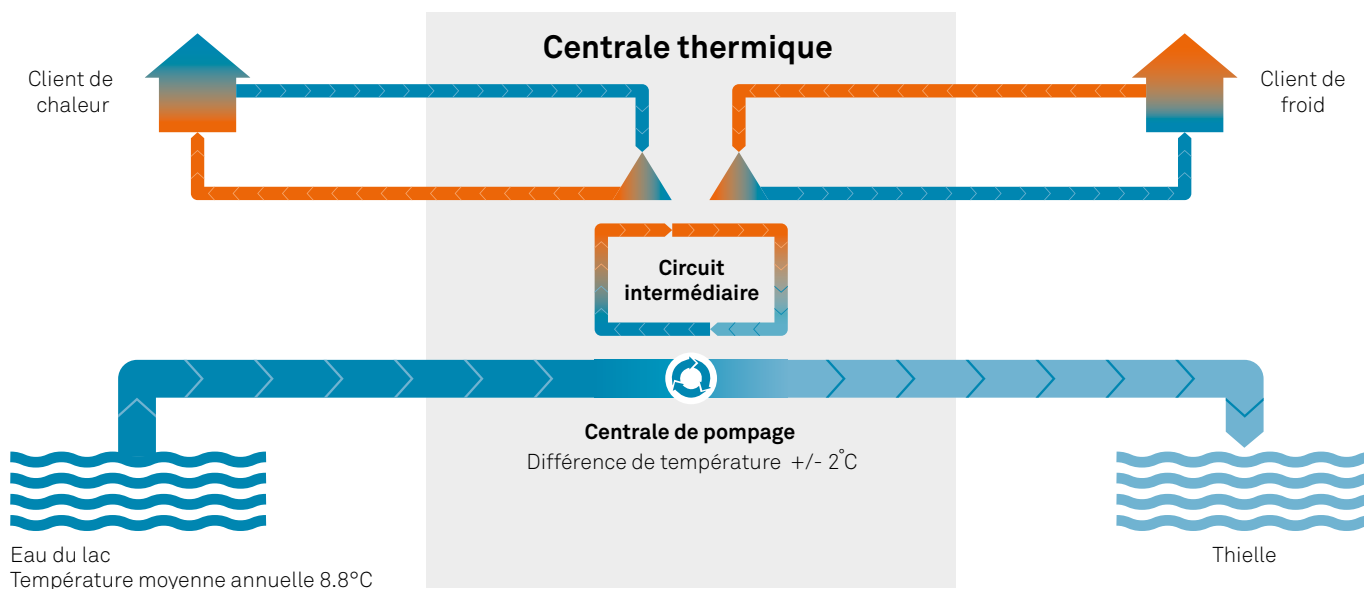 Centrale thermique
Client de
chaleur
Client de
froid
Circuit
intermédiaire
Centrale de pompage
Différence de température +/- 2°C
Eau du lac
Température moyenne annuelle 8.8°C
Thielle